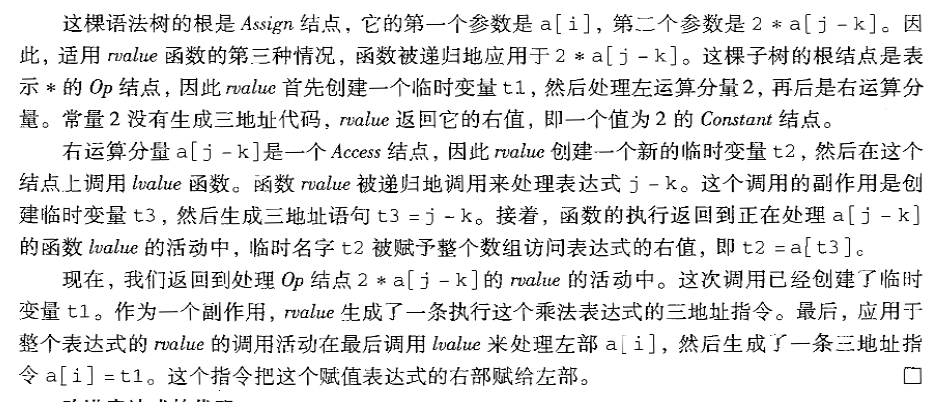 这棵语法树的根是 Assign 结点，它的第一个参数是 a[i]，第二个参数是 2 * a[j - k]。因
此，适用 rvalue 函数的第三种情况，函数被递归地应用于 2 * a[j - k]。这棵子树的根结点是表
示 * 的 Op 结点，因此 rvalue 首先创建一个临时变量 t1，然后处理左运算分量 2，再后是右运算分
量。常量 2 没有生成三地址代码，rvalue 返回它的右值，即一个值为 2 的 Constant 结点。
右运算分量 a[j - k]是一个 Access 结点，因此 rvalue 创建一个新的临时变量 t2，然后在这个
结点上调用 lvalue 函数。函数 rvalue 被递归地调用来处理表达式 j - k。这个调用的副作用是创
建临时变量 t3，然后生成三地址语句 t3 = j - k。接着，函数的执行返回到正在处理 a[j - k]
的函数 lvalue 的活动中，临时名字 t2 被赋予整个数组访问表达式的右值，即 t2 = a[t3]。
现在，我们返回到处理 Op 结点 2 * a[j - k]的 rvalue 的活动中。这次调用已经创建了临时
变量 t1。作为一个副作用，rvalue 生成了一条执行这个乘法表达式的三地址指令。最后，应用于
整个表达式的 rvalue 的调用活动在最后调用 lvalue 来处理左部 a[i]，然后生成了一条三地址指
令 a[i] = t1。这个指令把这个赋值表达式的右部赋给左部。 □